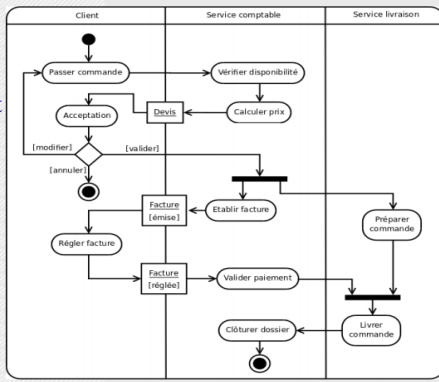 Client
Service comptable
Service livraison
Passer commande
Vérifier disponibilité
Acceptation
Devis
Calculer prix
[modifier]
[valider]
[annuler]
Facture
[émise]
Etablir facture
Préparer
commande
Régler facture
Facture
[réglée]
Valider paiement
Clôturer dossier
Livrer
commande